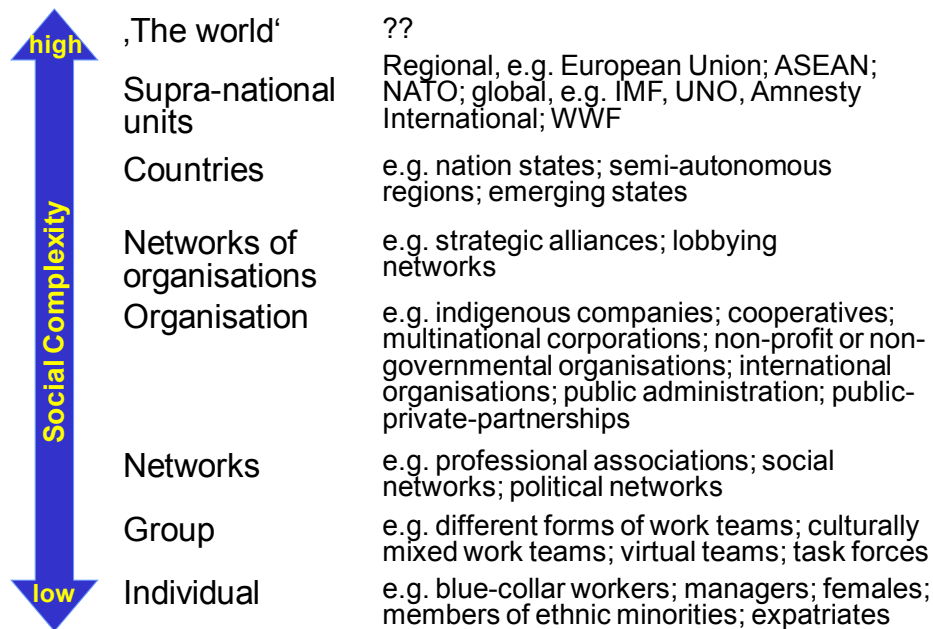 high
‚The world‘ ??
Supra-national
units
Regional, e.g. European Union; ASEAN;
NATO; global, e.g. IMF, UNO, Amnesty
International; WWF
Countries
e.g. nation states; semi-autonomous
regions; emerging states
Networks of
organisations
e.g. strategic alliances; lobbying
networks
Organisation
e.g. indigenous companies; cooperatives;
multinational corporations; non-profit or non-
governmental organisations; international
organisations; public administration; public-
private-partnerships
Networks
e.g. professional associations; social
networks; political networks
Group
e.g. different forms of work teams; culturally
mixed work teams; virtual teams; task forces
Individual
e.g. blue-collar workers; managers; females;
members of ethnic minorities; expatriates
low
Social Complexity